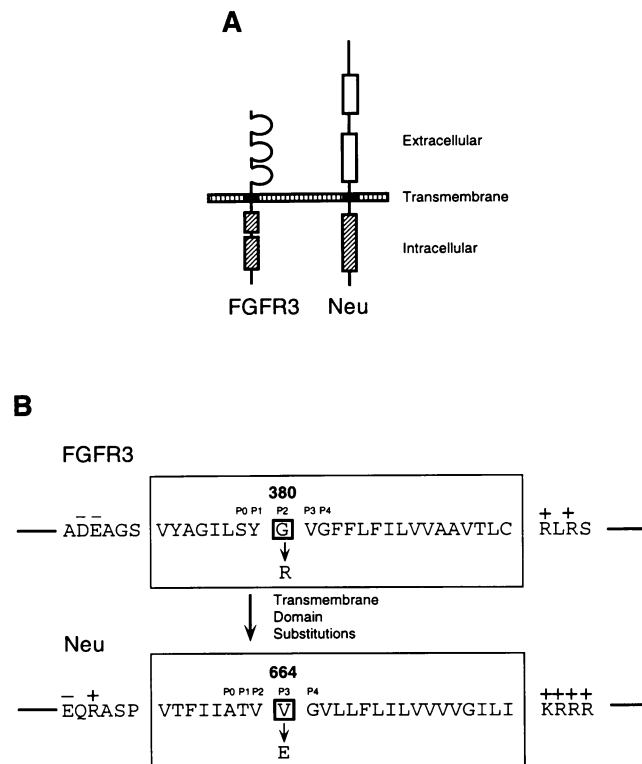 A
Extracellular
Transmembrane
Intracellular
FGFR3 Neu
B
FGFR3
380
P0 P1 P2 P3 P4
– – + +
ADEAGS VYAGILSY G VGFFLFILVVAAVTLC RLRS
R
Transmembrane
Domain
Substitutions
Neu
664
P0 P1 P2 P3 P4
– + ++++
EQRASP VTFIIATV V GVLLFLILVVVVGILI KRRR
E